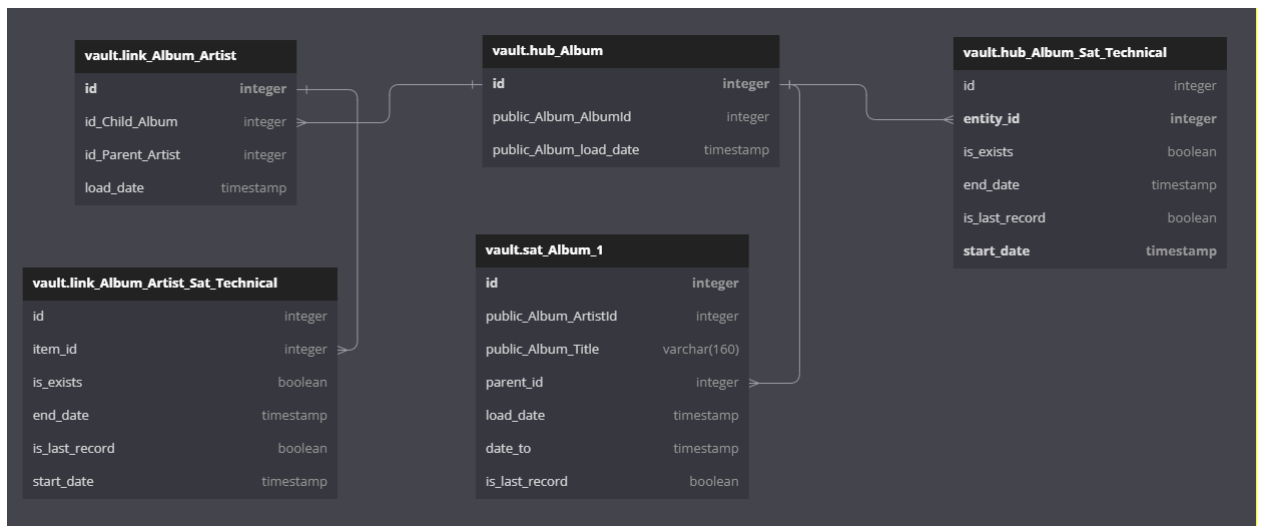 vault.link_Album_Artist
id integer
id_Child_Album integer
id_Parent_Artist integer
load_date timestamp
vault.hub_Album
id integer
public_Album_AlbumId integer
public_Album_load_date timestamp
vault.hub_Album_Sat_Technical
id integer
entity_id integer
is_exists boolean
end_date timestamp
is_last_record boolean
start_date timestamp
vault.link_Album_Artist_Sat_Technical
id integer
item_id integer
is_exists boolean
end_date timestamp
is_last_record boolean
start_date timestamp
vault.sat_Album_1
id integer
public_Album_ArtistId integer
public_Album_Title varchar(160)
parent_id integer
load_date timestamp
date_to timestamp
is_last_record boolean